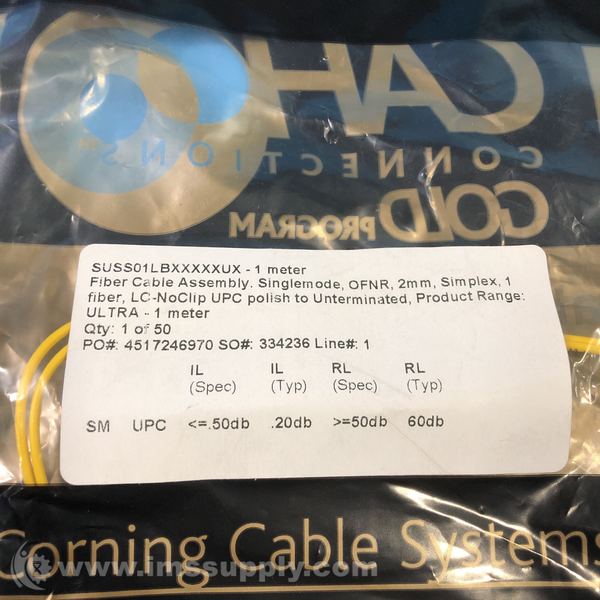 CAH
CONNECTIONS
GOLD PROGRAM
SUSS01LBXXXXXUX - 1 meter
Fiber Cable Assembly. Singlemode, OFNR, 2mm, Simplex, 1
fiber, LC-NoClip UPC polish to Unterminated, Product Range:
ULTRA - 1 meter
Qty: 1 of 50
PO#: 4517246970 SO#: 334236 Line#: 1
IL IL RL RL
(Spec) (Typ) (Spec) (Typ)
SM UPC <=.50db .20db >=50db 60db
Corning Cable Systems
www.imssupply.com